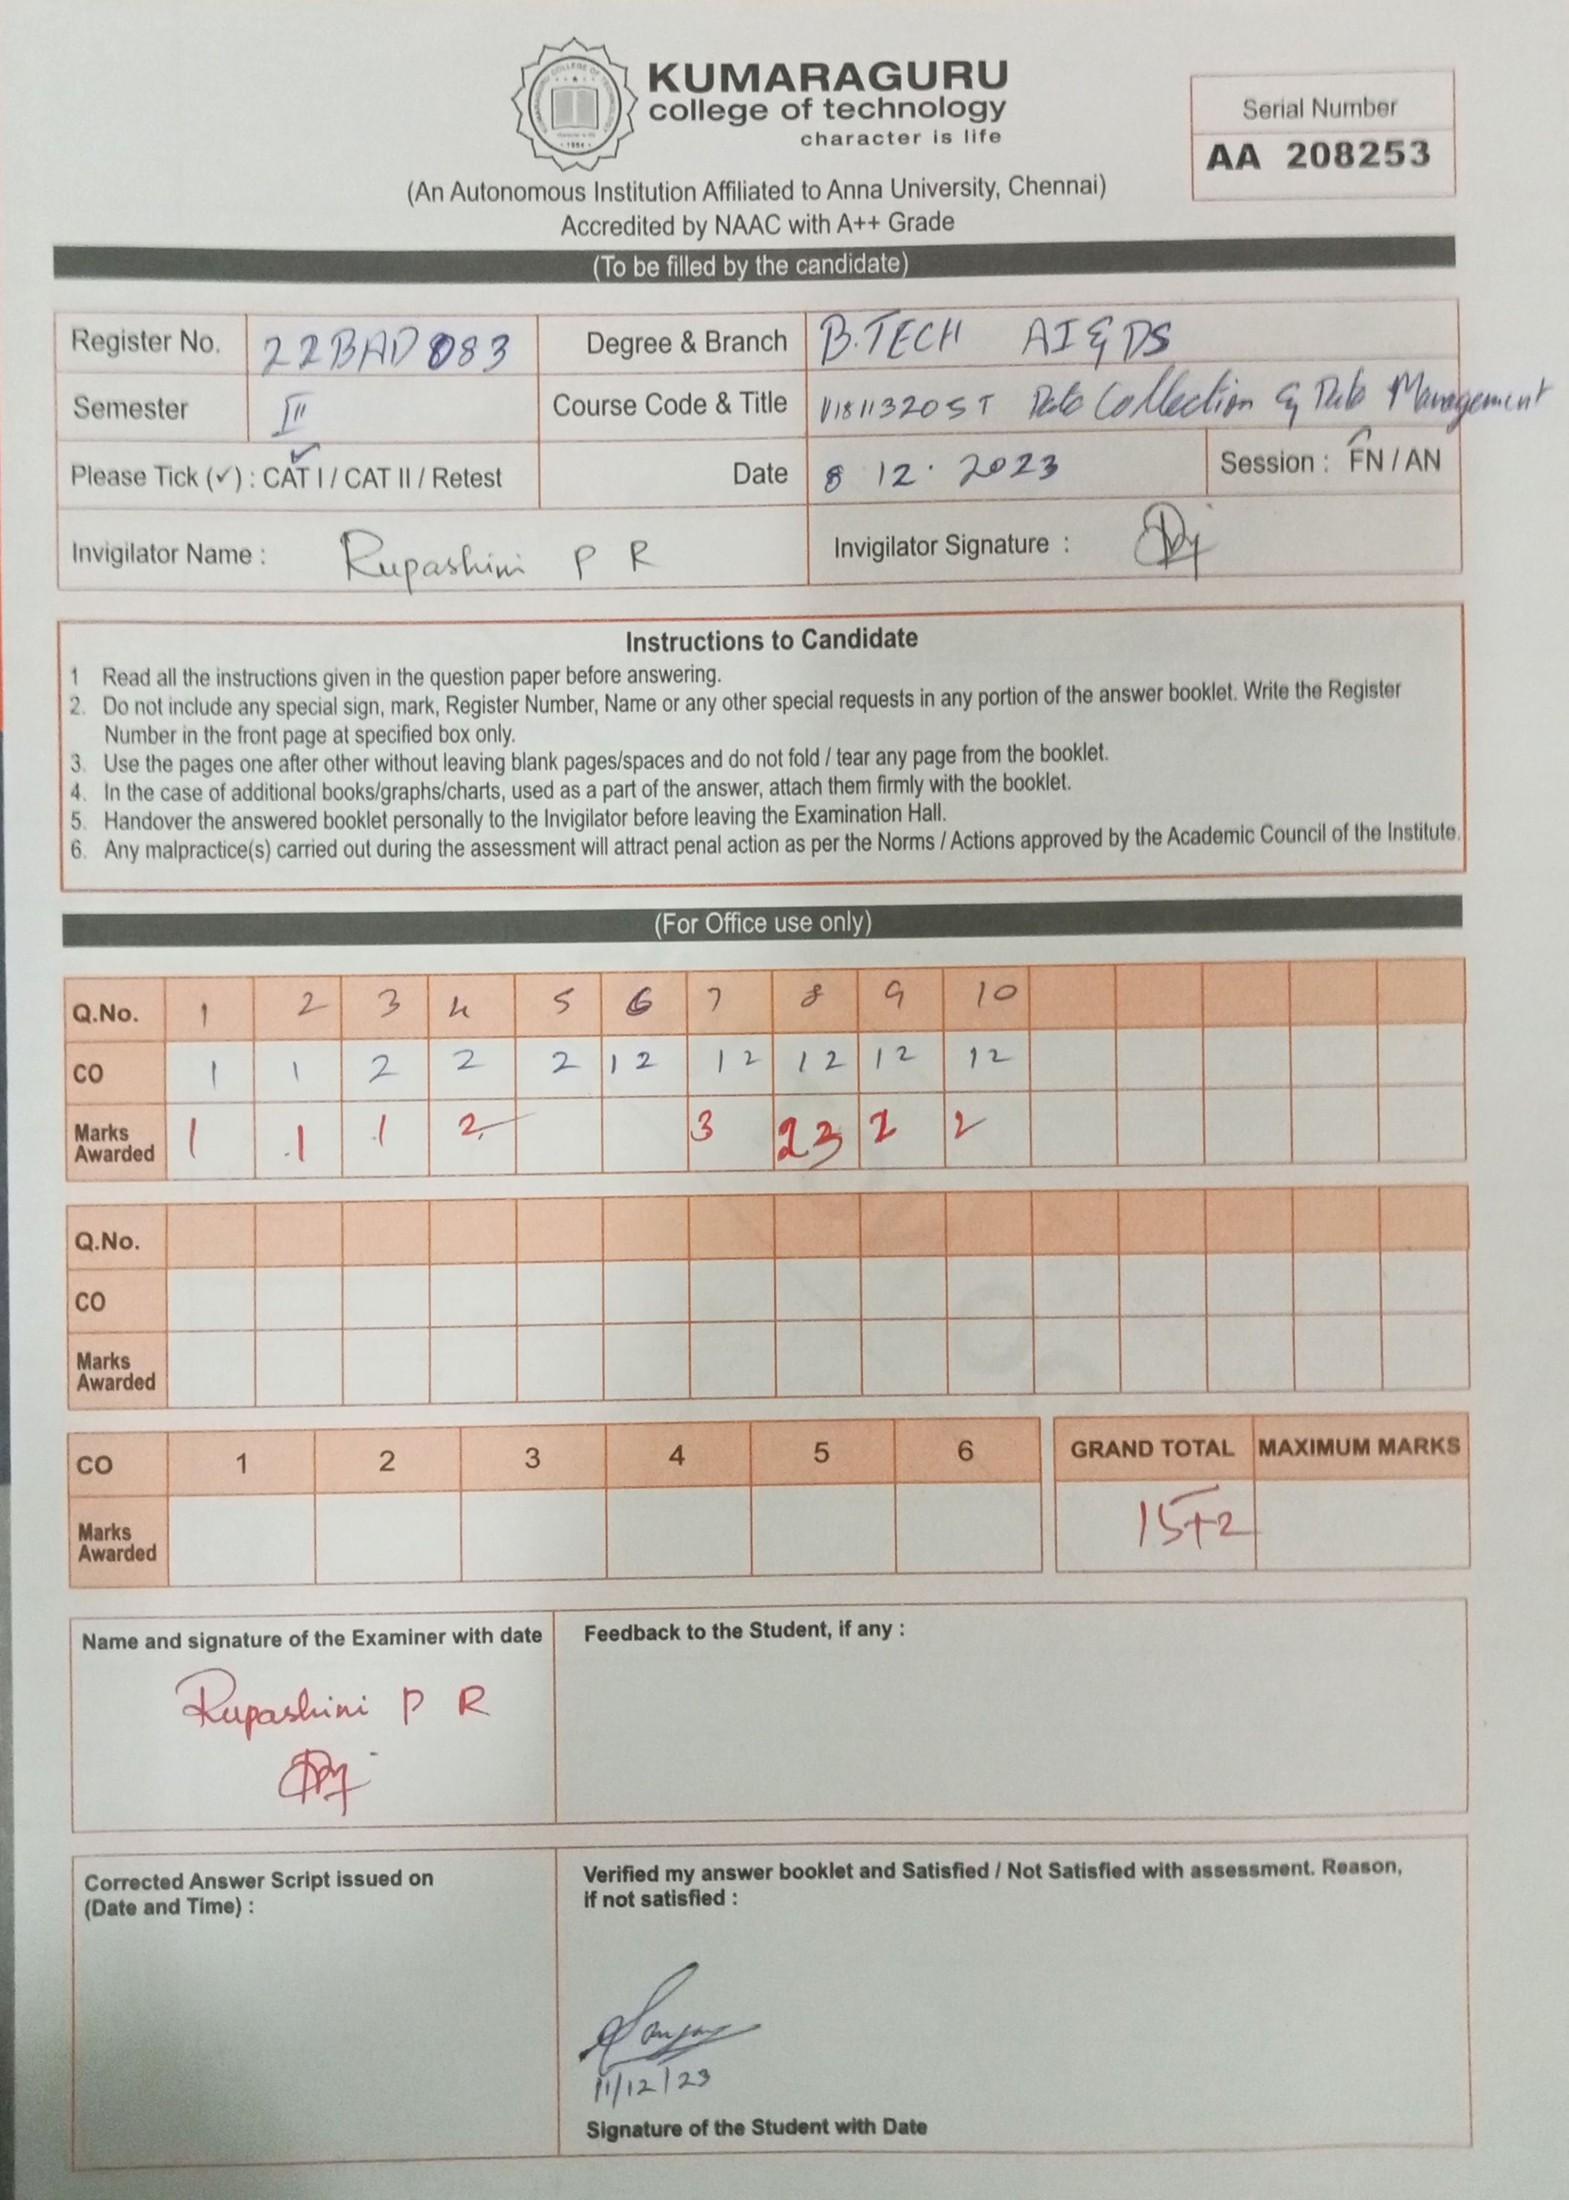 KUMARAGURU
college of technology
character is life
Serial Number
AA 208253
(An Autonomous Institution Affiliated to Anna University, Chennai)
Accredited by NAAC with A++ Grade
(To be filled by the candidate)
Register No. 22BAD083 Degree & Branch B.TECH AI & DS
Semester III Course Code & Title Data Collection & Data Management
Please Tick (✓) : CAT I / CAT II / Retest Date 8 12. 2023 Session : FN / AN
Invigilator Name : Rupashini P R Invigilator Signature :
Instructions to Candidate
1 Read all the instructions given in the question paper before answering.
2. Do not include any special sign, mark, Register Number, Name or any other special requests in any portion of the answer booklet. Write the Register
Number in the front page at specified box only.
3. Use the pages one after other without leaving blank pages/spaces and do not fold / tear any page from the booklet.
4. In the case of additional books/graphs/charts, used as a part of the answer, attach them firmly with the booklet.
5. Handover the answered booklet personally to the Invigilator before leaving the Examination Hall.
6. Any malpractice(s) carried out during the assessment will attract penal action as per the Norms / Actions approved by the Academic Council of the Institute.
(For Office use only)
Q.No. 1 2 3 4 5 6 7 8 9 10
CO 1 1 2 2 2 12 12 12 12 12
Marks
Awarded 1 1 1 2 3 23 2 2
Q.No.
CO
Marks
Awarded
CO 1 2 3 4 5 6 GRAND TOTAL MAXIMUM MARKS
Marks
Awarded 15+2
Name and signature of the Examiner with date Feedback to the Student, if any :
Rupashini P R
Corrected Answer Script issued on
(Date and Time) :
Verified my answer booklet and Satisfied / Not Satisfied with assessment. Reason,
if not satisfied :
11/12/23
Signature of the Student with Date